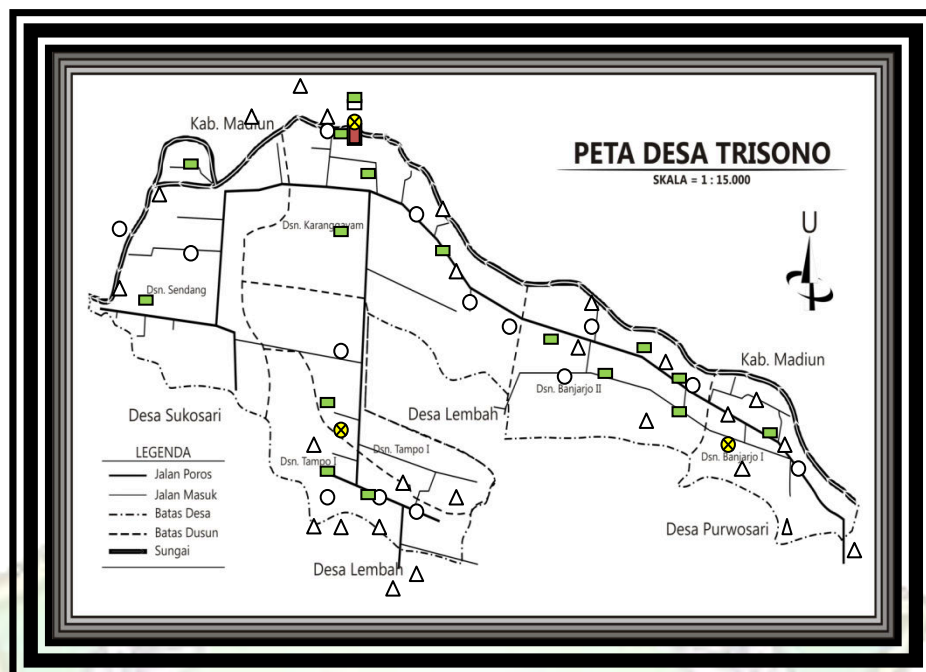 PETA DESA TRISONO
SKALA = 1 : 15.000
U
Kab. Madiun
Dsn. Karanggayam
Dsn. Sendang
Kab. Madiun
Dsn. Banjarjo II
Desa Sukosari
Desa Lembah
Dsn. Tampo I
Dsn. Tampo I
Dsn. Banjarjo I
Desa Purwosari
Desa Lembah
LEGENDA
Jalan Poros
Jalan Masuk
Batas Desa
Batas Dusun
Sungai